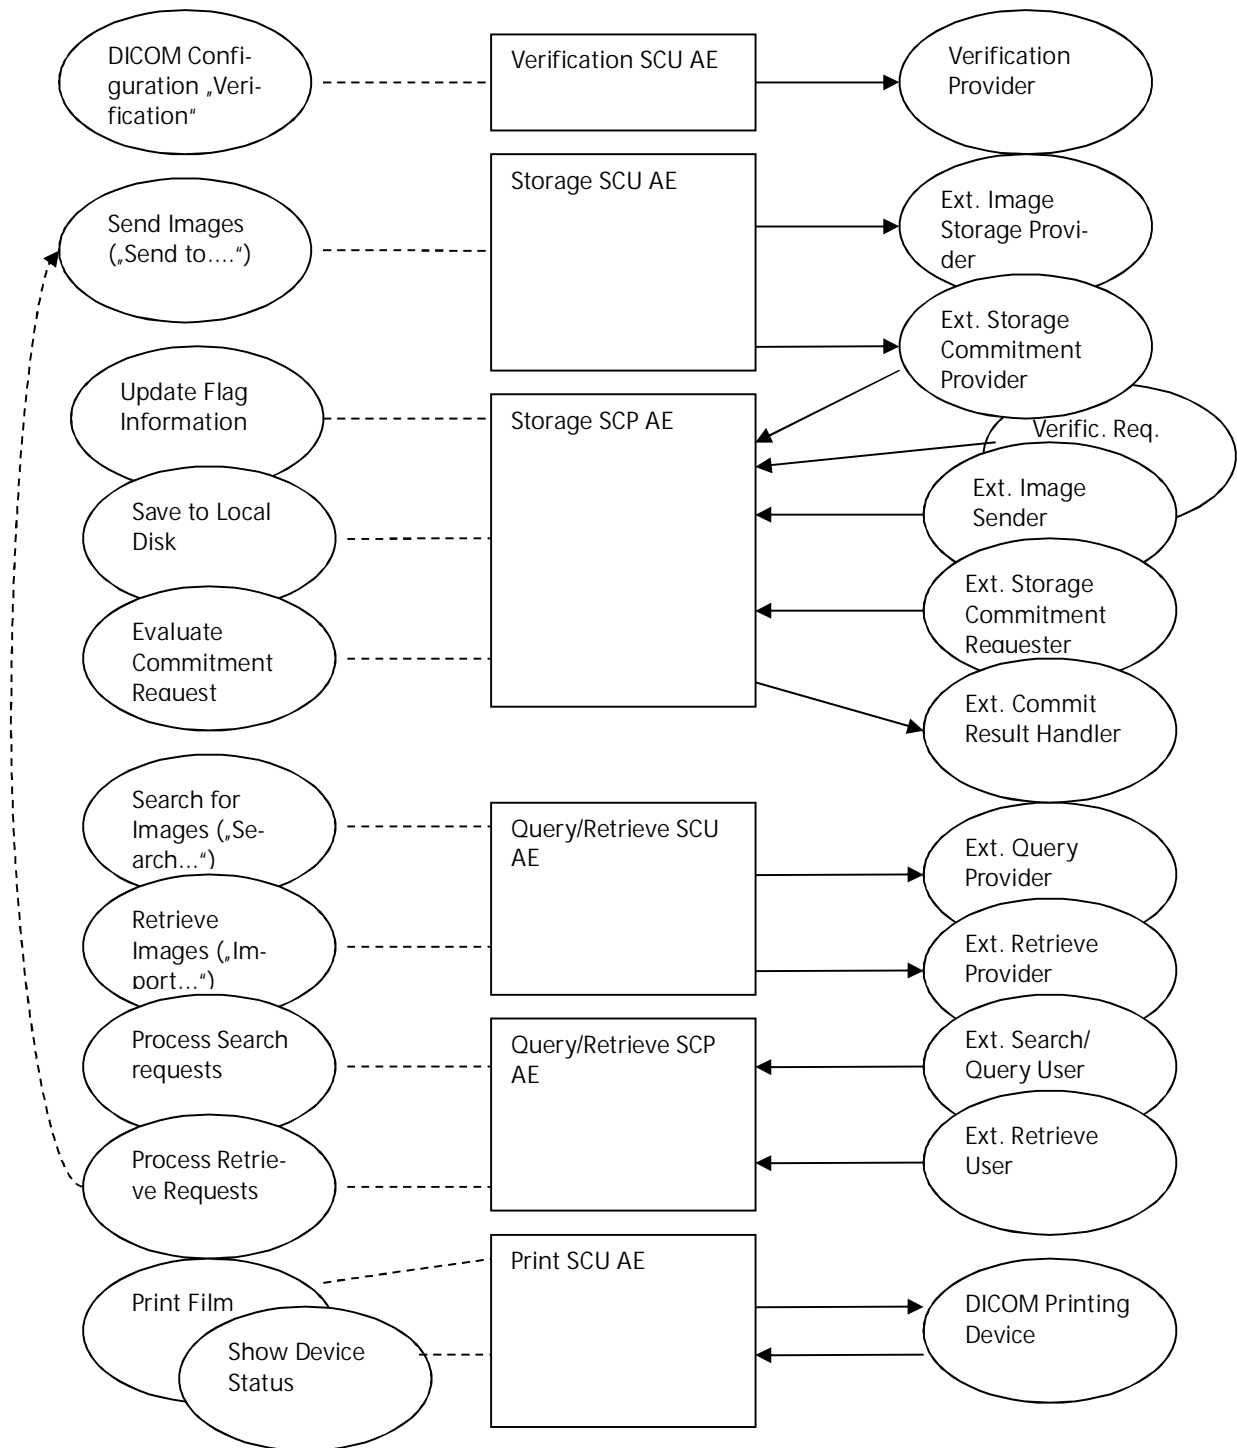 DICOM Confi-
guration „Veri-
fication“
Verification SCU AE
Verification
Provider
Send Images
(„Send to....“)
Storage SCU AE
Ext. Image
Storage Provi-
der
Ext. Storage
Commitment
Provider
Update Flag
Information
Storage SCP AE
Verific. Req.
Save to Local
Disk
Ext. Image
Sender
Evaluate
Commitment
Request
Ext. Storage
Commitment
Requester
Ext. Commit
Result Handler
Search for
Images („Se-
arch...“)
Query/Retrieve SCU
AE
Ext. Query
Provider
Retrieve
Images („Im-
port...“)
Ext. Retrieve
Provider
Process Search
requests
Query/Retrieve SCP
AE
Ext. Search/
Query User
Process Retrie-
ve Requests
Ext. Retrieve
User
Print Film
Print SCU AE
DICOM Printing
Device
Show Device
Status